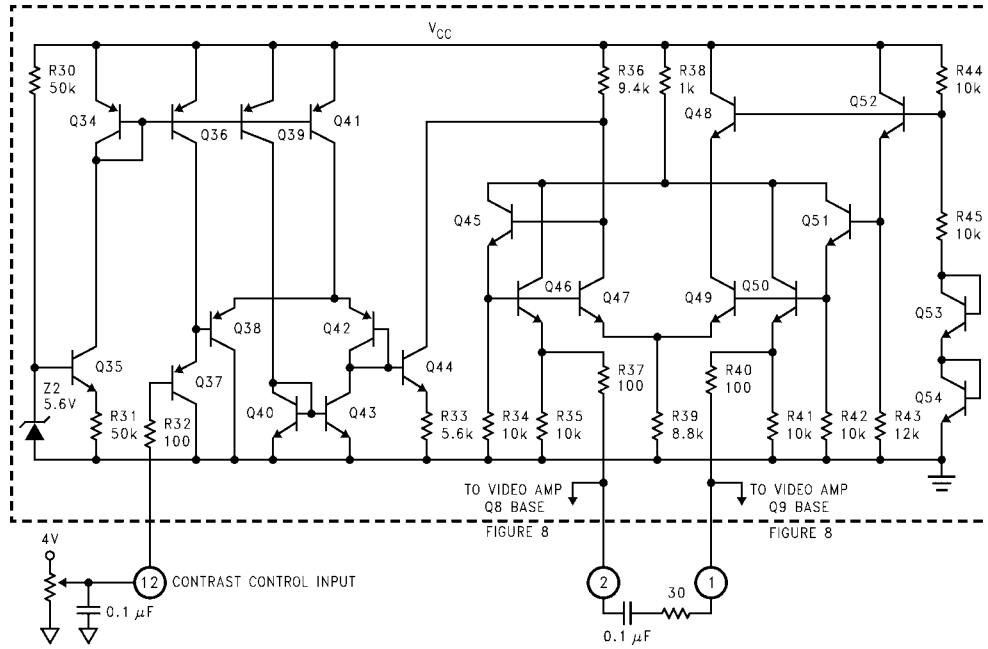 VCC
R30
50k
Q34
Q36
Q39
Q41
R36
9.4k
R38
1k
Q48
Q52
R44
10k
Q45
Q51
R45
10k
Q46
Q47
Q49
Q50
Q53
Q38
Q42
Q35
Q37
Q44
Z2
5.6V
R31
50k
R32
100
Q40
Q43
R33
5.6k
R34
10k
R35
10k
R37
100
R39
8.8k
R40
100
R41
10k
R42
10k
R43
12k
Q54
TO VIDEO AMP
Q8 BASE
FIGURE 8
TO VIDEO AMP
Q9 BASE
FIGURE 8
4V
12
CONTRAST CONTROL INPUT
0.1 μF
2
1
30
0.1 μF